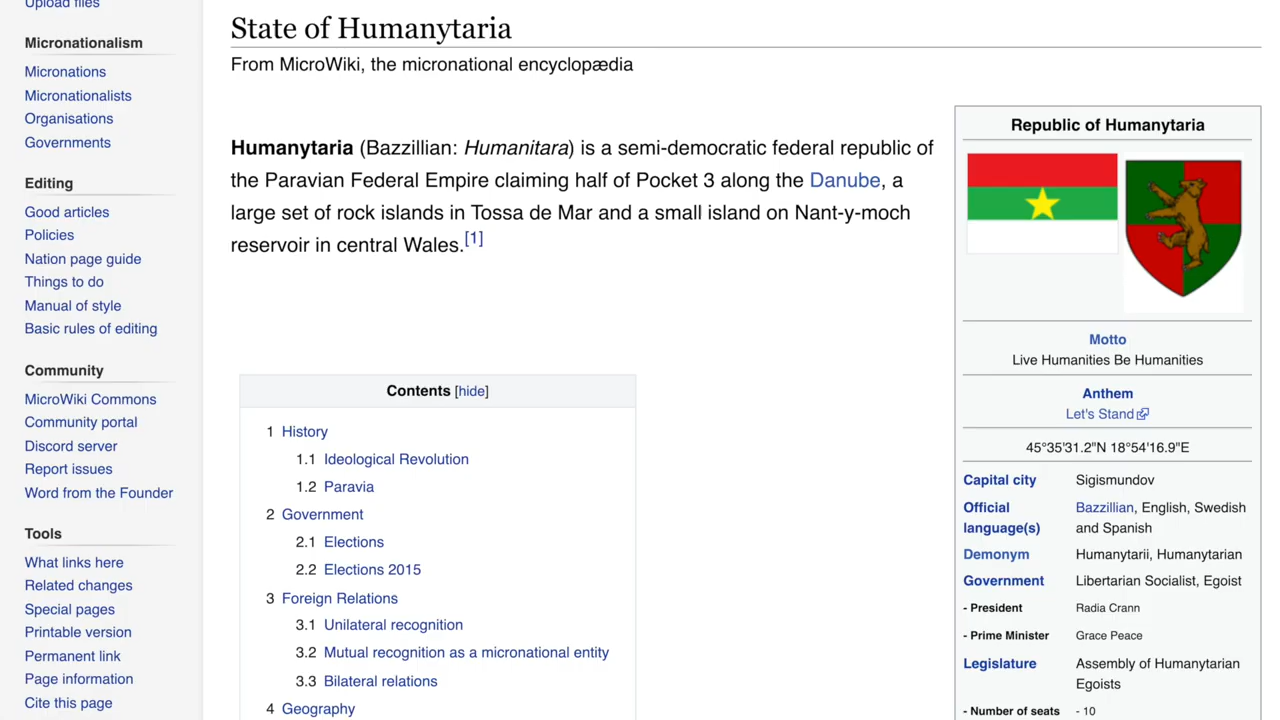 Upload files
Micronationalism
Micronations
Micronationalists
Organisations
Governments
Editing
Good articles
Policies
Nation page guide
Things to do
Manual of style
Basic rules of editing
Community
MicroWiki Commons
Community portal
Discord server
Report issues
Word from the Founder
Tools
What links here
Related changes
Special pages
Printable version
Permanent link
Page information
Cite this page
State of Humanytaria
From MicroWiki, the micronational encyclopædia
Humanytaria (Bazzillian: Humanitara) is a semi-democratic federal republic of
the Paravian Federal Empire claiming half of Pocket 3 along the Danube, a
large set of rock islands in Tossa de Mar and a small island on Nant-y-moch
reservoir in central Wales.[1]
Contents [hide]
1 History
1.1 Ideological Revolution
1.2 Paravia
2 Government
2.1 Elections
2.2 Elections 2015
3 Foreign Relations
3.1 Unilateral recognition
3.2 Mutual recognition as a micronational entity
3.3 Bilateral relations
4 Geography
Republic of Humanytaria
Motto
Live Humanities Be Humanities
Anthem
Let's Stand
45°35'31.2"N 18°54'16.9"E
Capital city Sigismundov
Official language(s) Bazzillian, English, Swedish
and Spanish
Demonym Humanytarii, Humanytarian
Government Libertarian Socialist, Egoist
- President Radia Crann
- Prime Minister Grace Peace
Legislature Assembly of Humanytarian
Egoists
- Number of seats - 10